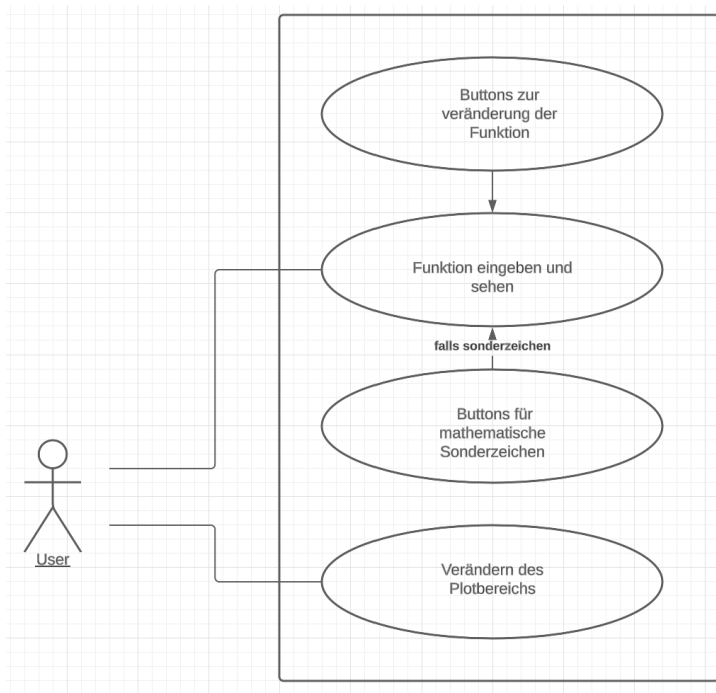 Buttons zur
veränderung der
Funktion
Funktion eingeben und
sehen
falls sonderzeichen
Buttons für
mathematische
Sonderzeichen
User
Verändern des
Plotbereichs